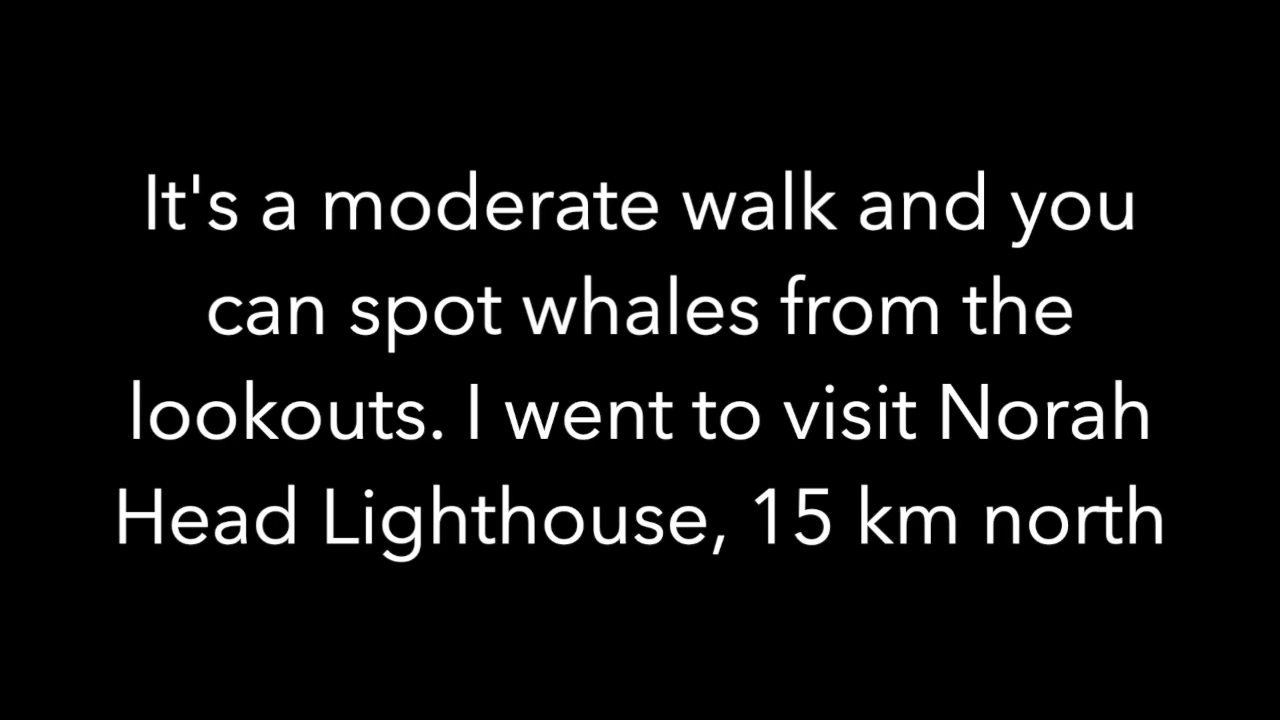 It's a moderate walk and you
can spot whales from the
lookouts. I went to visit Norah
Head Lighthouse, 15 km north